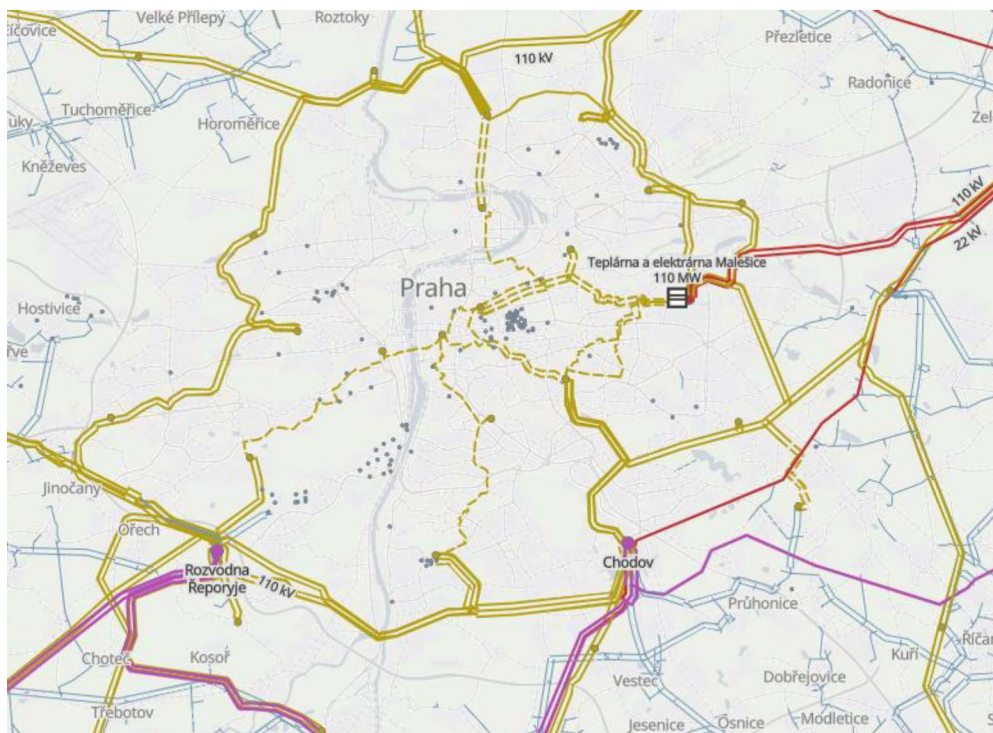 Velké Přílepy
Roztoky
Přezletice
110 kV
Radonice
Tuchoměřice
Horoměřice
Kněževes
110 kV
22 kV
Teplárna a elektrárna Malešice
110 MW
Praha
Hostivice
Jinočany
Ořech
Rozvodna
Řeporyje
Chodov
110 kV
Průhonice
Choteč
Kosoř
Kuří
Vestec
Dobřejovice
Třebotov
Jesenice
Osnice
Modletice